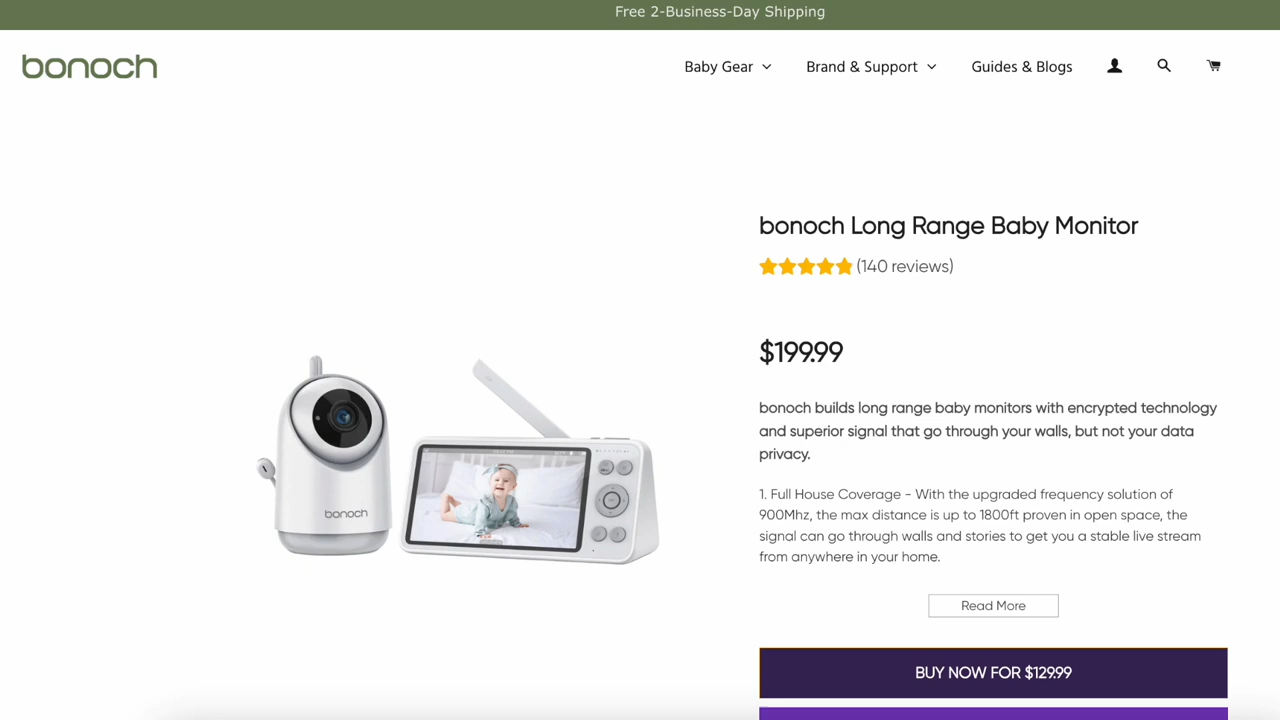 Free 2-Business-Day Shipping
bonoch
Baby Gear
Brand & Support
Guides & Blogs
bonoch Long Range Baby Monitor
(140 reviews)
$199.99
bonoch builds long range baby monitors with encrypted technology
and superior signal that go through your walls, but not your data
privacy.
1. Full House Coverage - With the upgraded frequency solution of
900Mhz, the max distance is up to 1800ft proven in open space, the
signal can go through walls and stories to get you a stable live stream
from anywhere in your home.
Read More
BUY NOW FOR $129.99
bonoch